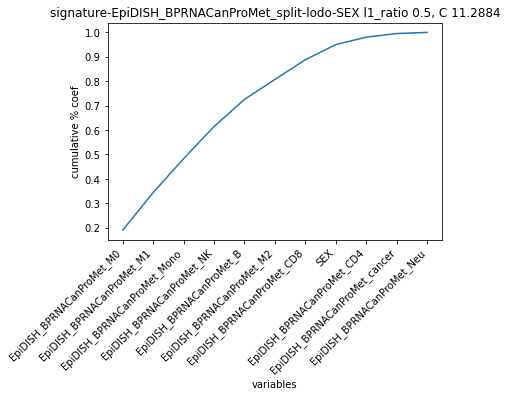 signature-EpiDISH_BPRNACanProMet_split-lodo-SEX l1_ratio 0.5, C 11.2884
1.0
0.9
0.8
0.7
0.6
0.5
0.4
0.3
0.2
cumulative % coef
EpiDISH_BPRNACanProMet_M0
EpiDISH_BPRNACanProMet_M1
EpiDISH_BPRNACanProMet_Mono
EpiDISH_BPRNACanProMet_NK
EpiDISH_BPRNACanProMet_B
EpiDISH_BPRNACanProMet_M2
EpiDISH_BPRNACanProMet_CD8
SEX
EpiDISH_BPRNACanProMet_CD4
EpiDISH_BPRNACanProMet_cancer
EpiDISH_BPRNACanProMet_Neu
variables